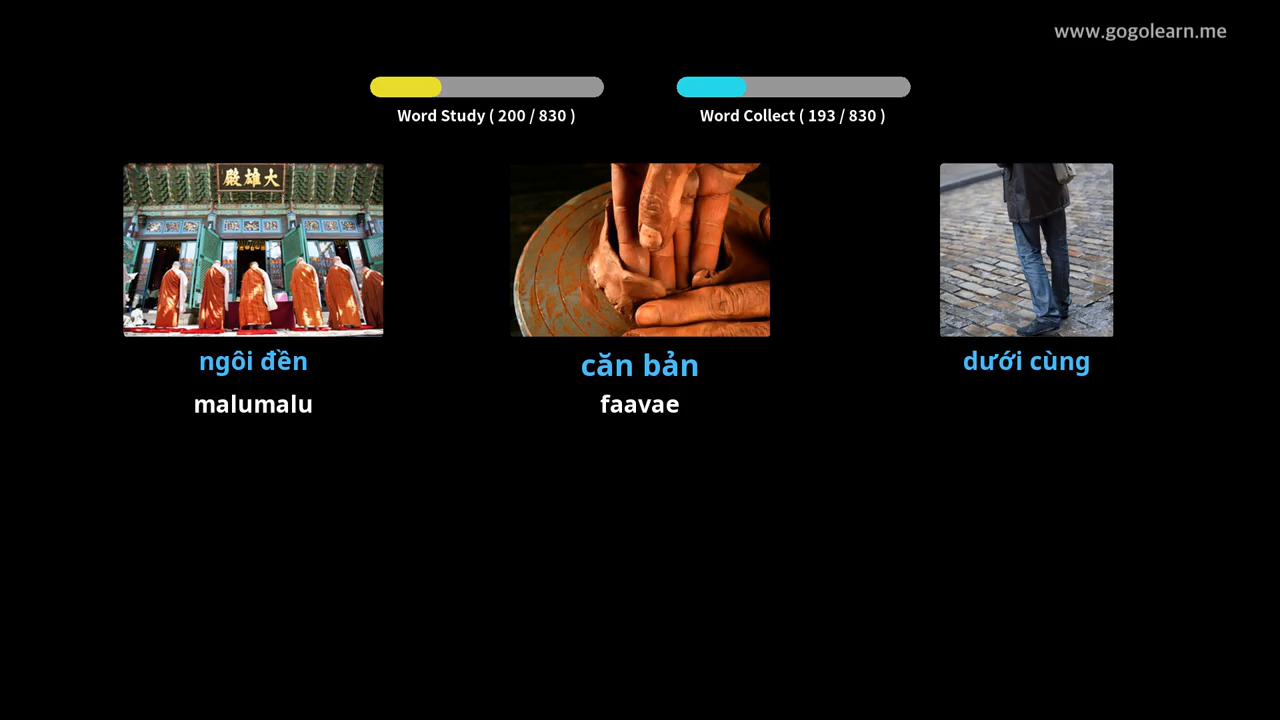 www.gogolearn.me
Word Study ( 200 / 830 )
Word Collect ( 193 / 830 )
殿雄大
ngôi đền
căn bản
dưới cùng
malumalu
faavae